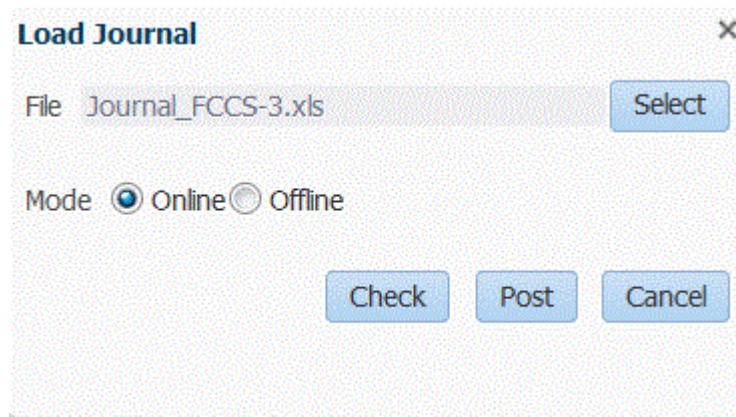 Load Journal
File Journal_FCCS-3.xls Select
Mode Online Offline
Check Post Cancel